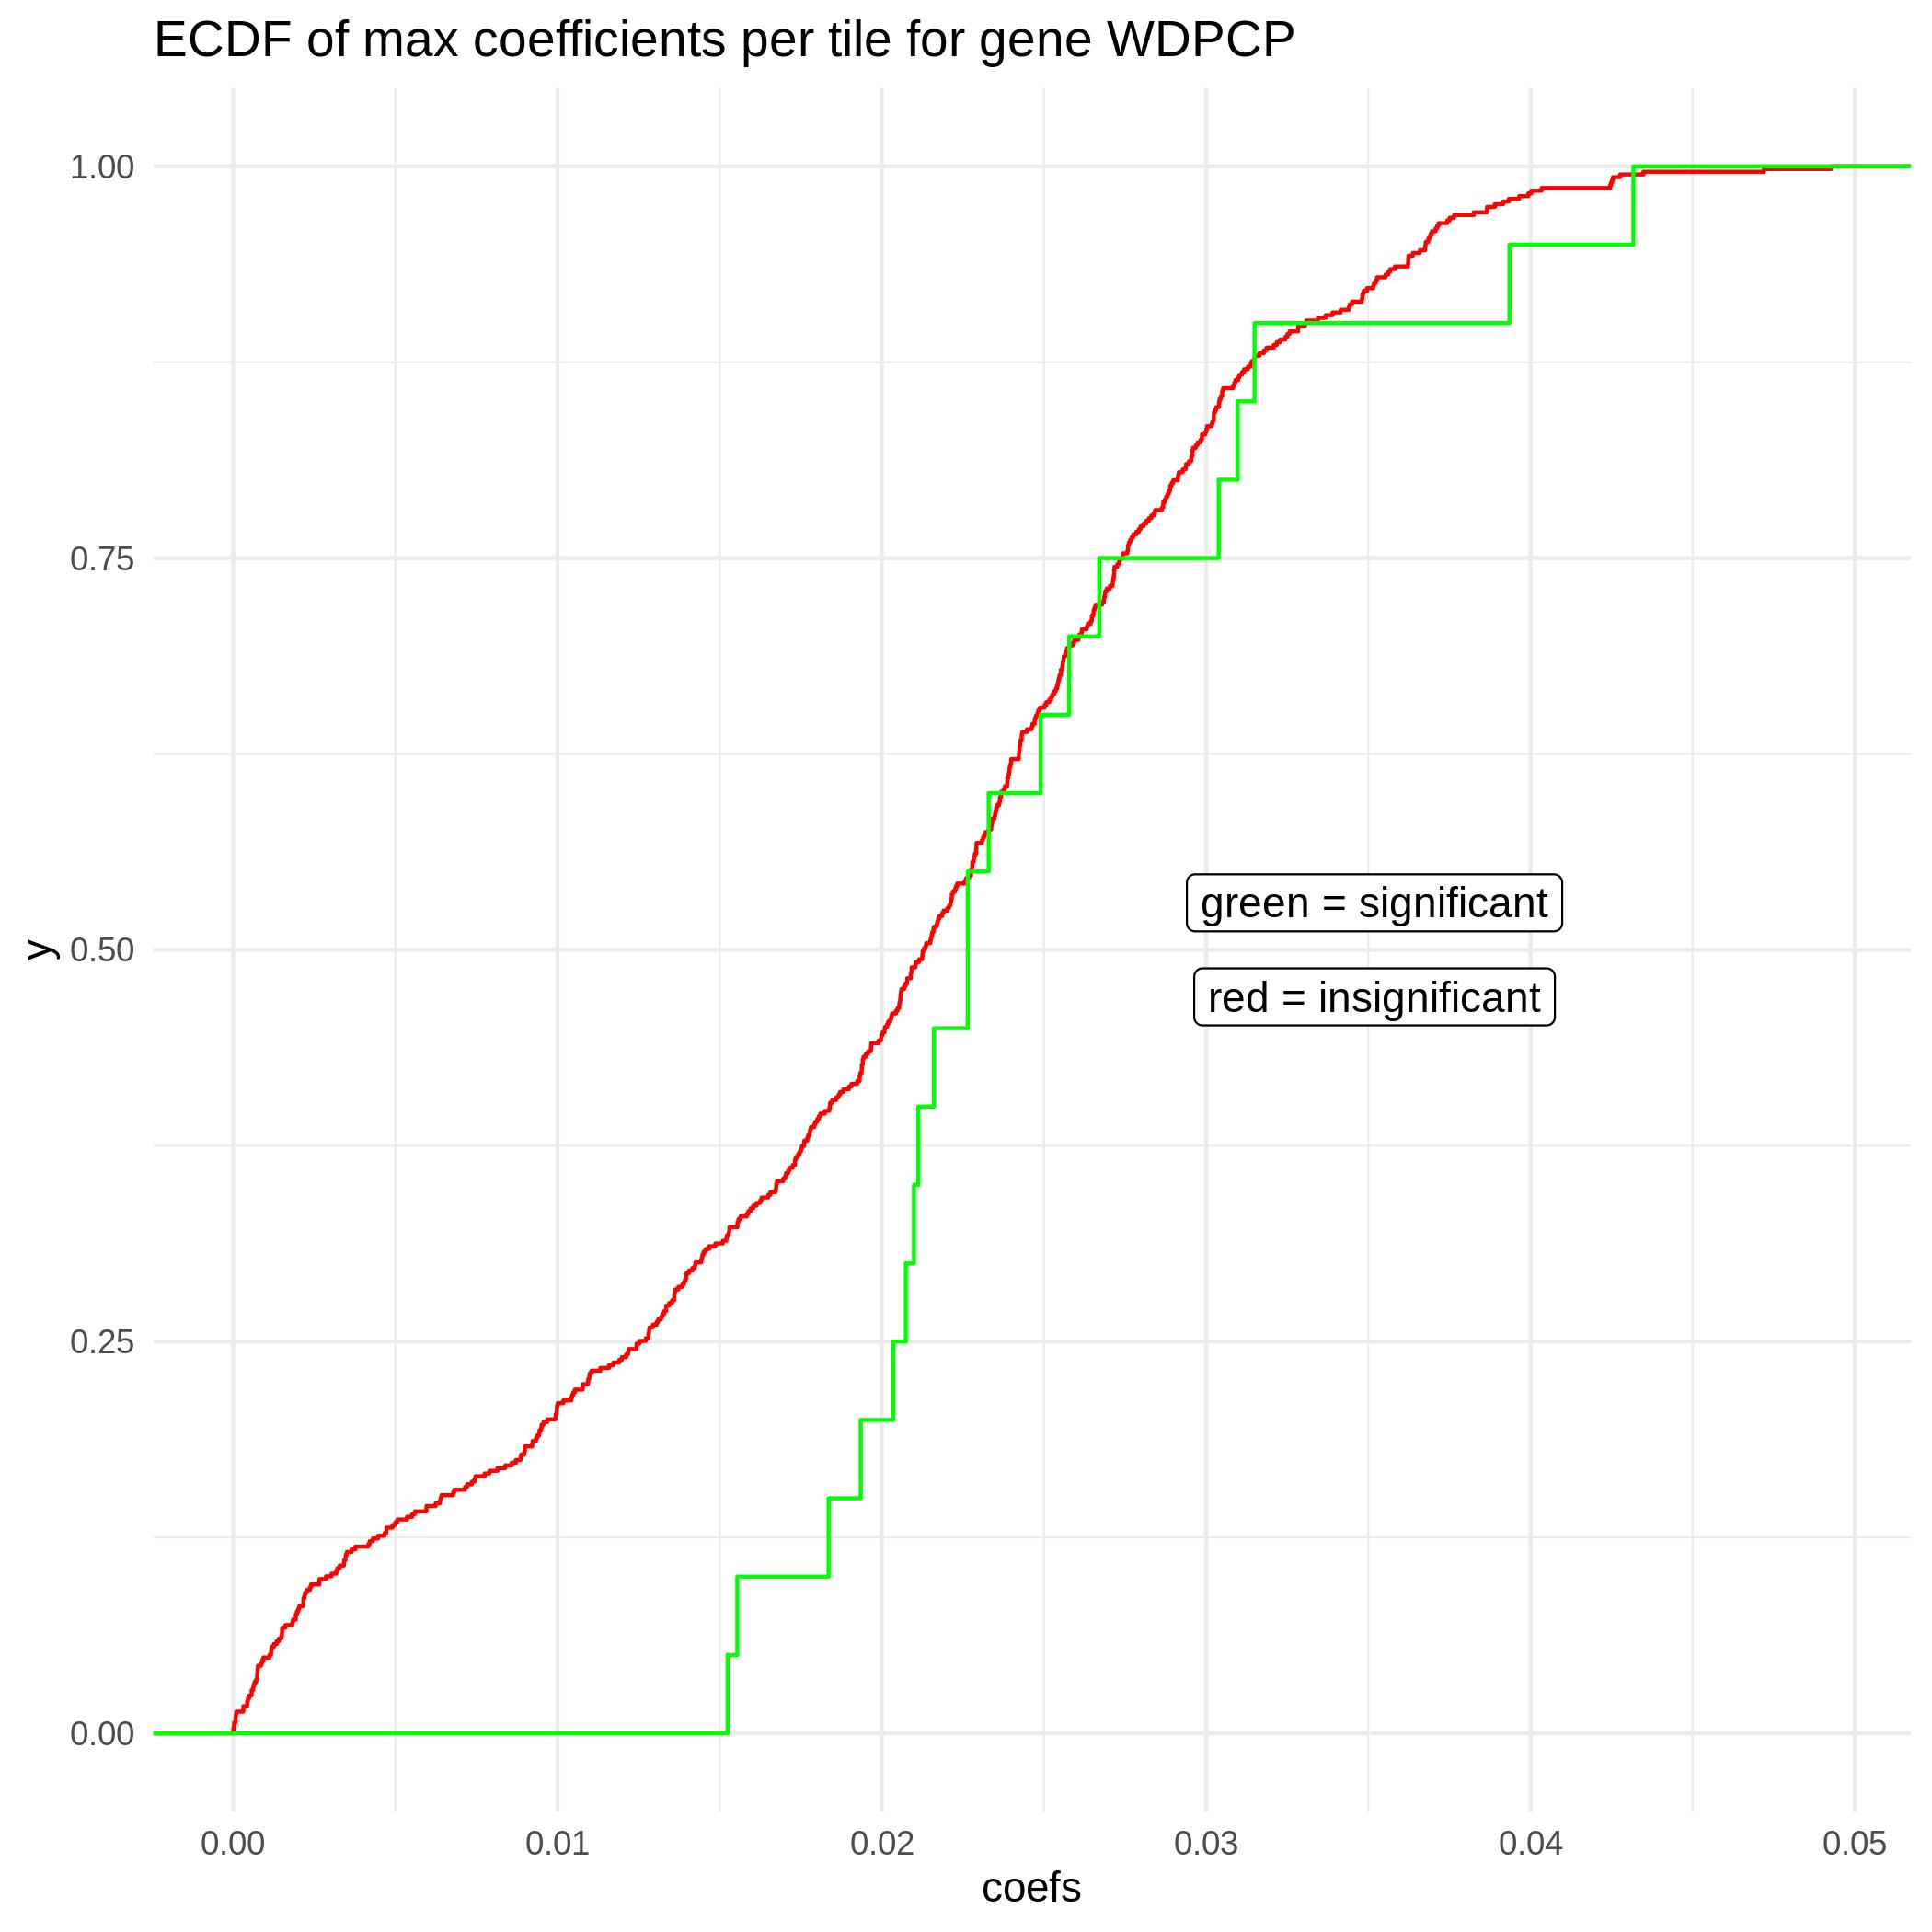 ECDF of max coefficients per tile for gene WDPCP
1.00
0.75
0.50
0.25
0.00
y
green = significant
red = insignificant
0.00 0.01 0.02 0.03 0.04 0.05
coefs